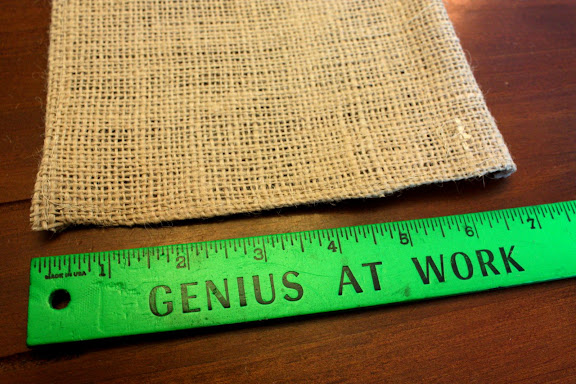 1 2 3 4 5 6 7
MADE IN USA
GENIUS AT WORK